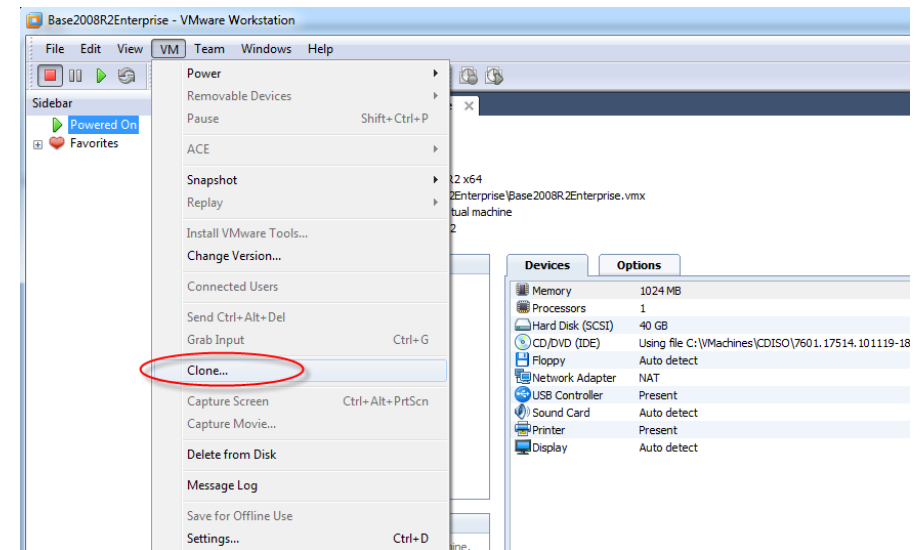 Base2008R2Enterprise - VMware Workstation
File Edit View VM Team Windows Help
Sidebar
Powered On
Favorites
Power
Removable Devices
Pause Shift+Ctrl+P
ACE
Snapshot
Replay
Install VMware Tools...
Change Version...
Connected Users
Send Ctrl+Alt+Del
Grab Input Ctrl+G
Clone...
Capture Screen Ctrl+Alt+PrtScn
Capture Movie...
Delete from Disk
Message Log
Save for Offline Use
Settings... Ctrl+D
R2 x64
2Enterprise\Base2008R2Enterprise.vmx
tual machine
2
Devices Options
Memory 1024 MB
Processors 1
Hard Disk (SCSI) 40 GB
CD/DVD (IDE) Using file C:\VMachines\CDISO\7601.17514.101119-18
Floppy Auto detect
Network Adapter NAT
USB Controller Present
Sound Card Auto detect
Printer Present
Display Auto detect